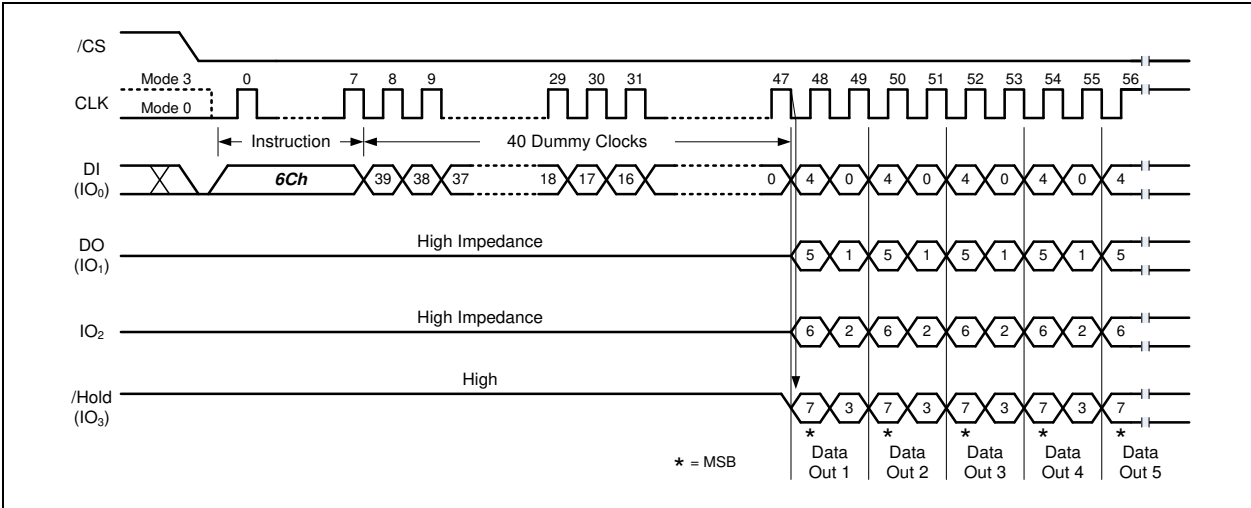 /CS
Mode 3 0 7 8 9 29 30 31 47 48 49 50 51 52 53 54 55 56
CLK
Mode 0
Instruction 40 Dummy Clocks
DI
(IO0)
6Ch 39 38 37 18 17 16 0 4 0 4 0 4 0 4 0 4
High Impedance
DO
(IO1)
5 1 5 1 5 1 5 1 5
High Impedance
IO2
6 2 6 2 6 2 6 2 6
High
/Hold
(IO3)
7 3 7 3 7 3 7 3 7
* * * * *
* = MSB
Data Data Data Data Data
Out 1 Out 2 Out 3 Out 4 Out 5